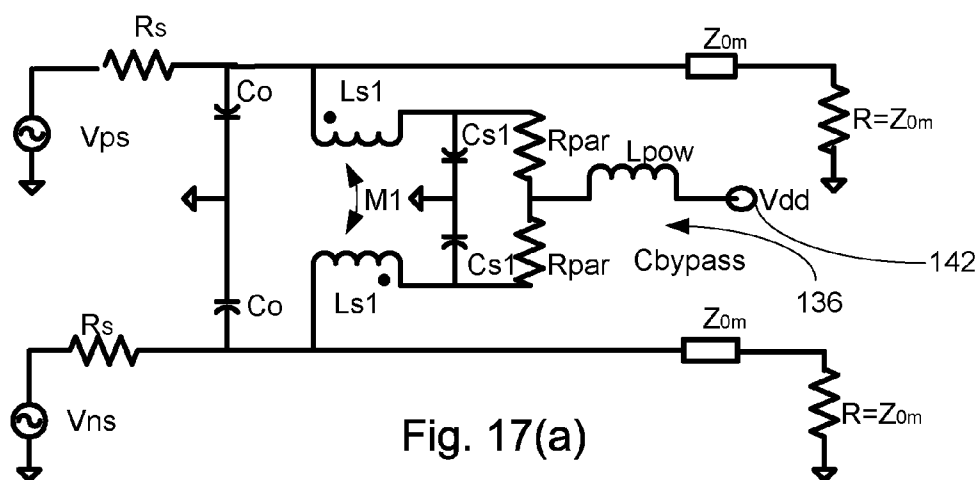 Rs
Z0m
Co
Ls1
Vps
Cs1
Rpar
R=Z0m
Lpow
M1
Vdd
Cs1
Rpar
Cbypass
142
136
Co
Ls1
Rs
Z0m
Vns
R=Z0m
Fig. 17(a)